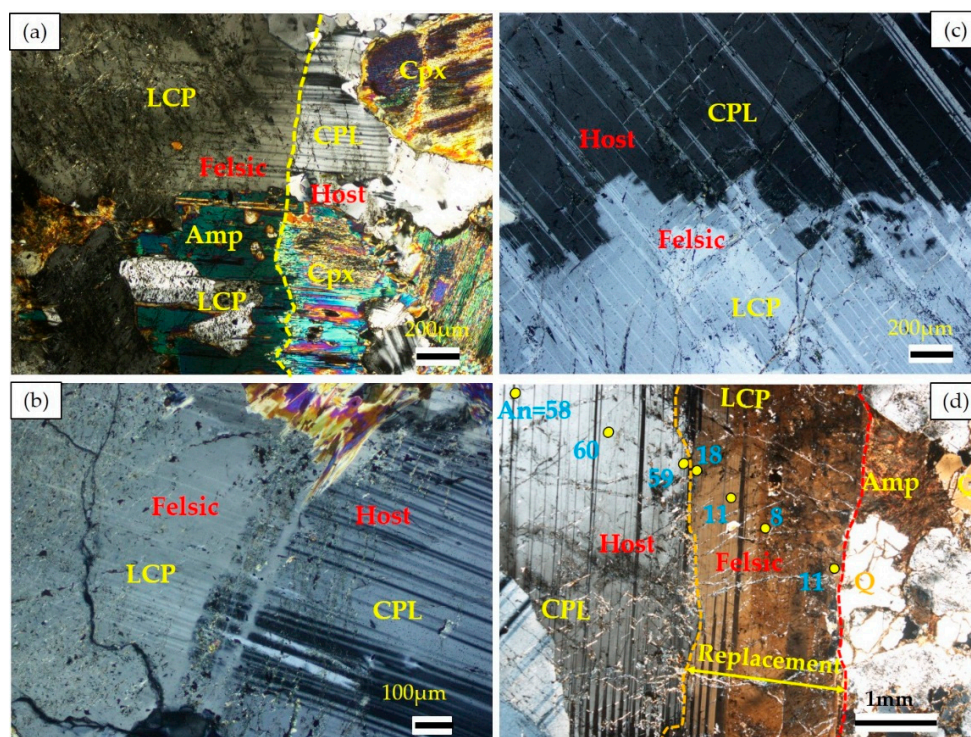 (a)
LCP
Cpx
CPL
Felsic
Host
Amp
Cpx
LCP
200µm
(c)
CPL
Host
Felsic
LCP
200µm
(b)
Felsic
Host
LCP
CPL
100µm
(d)
LCP
An=58
60
18
59
Amp
11
8
Host
Felsic
11
Q
CPL
Replacement
1mm